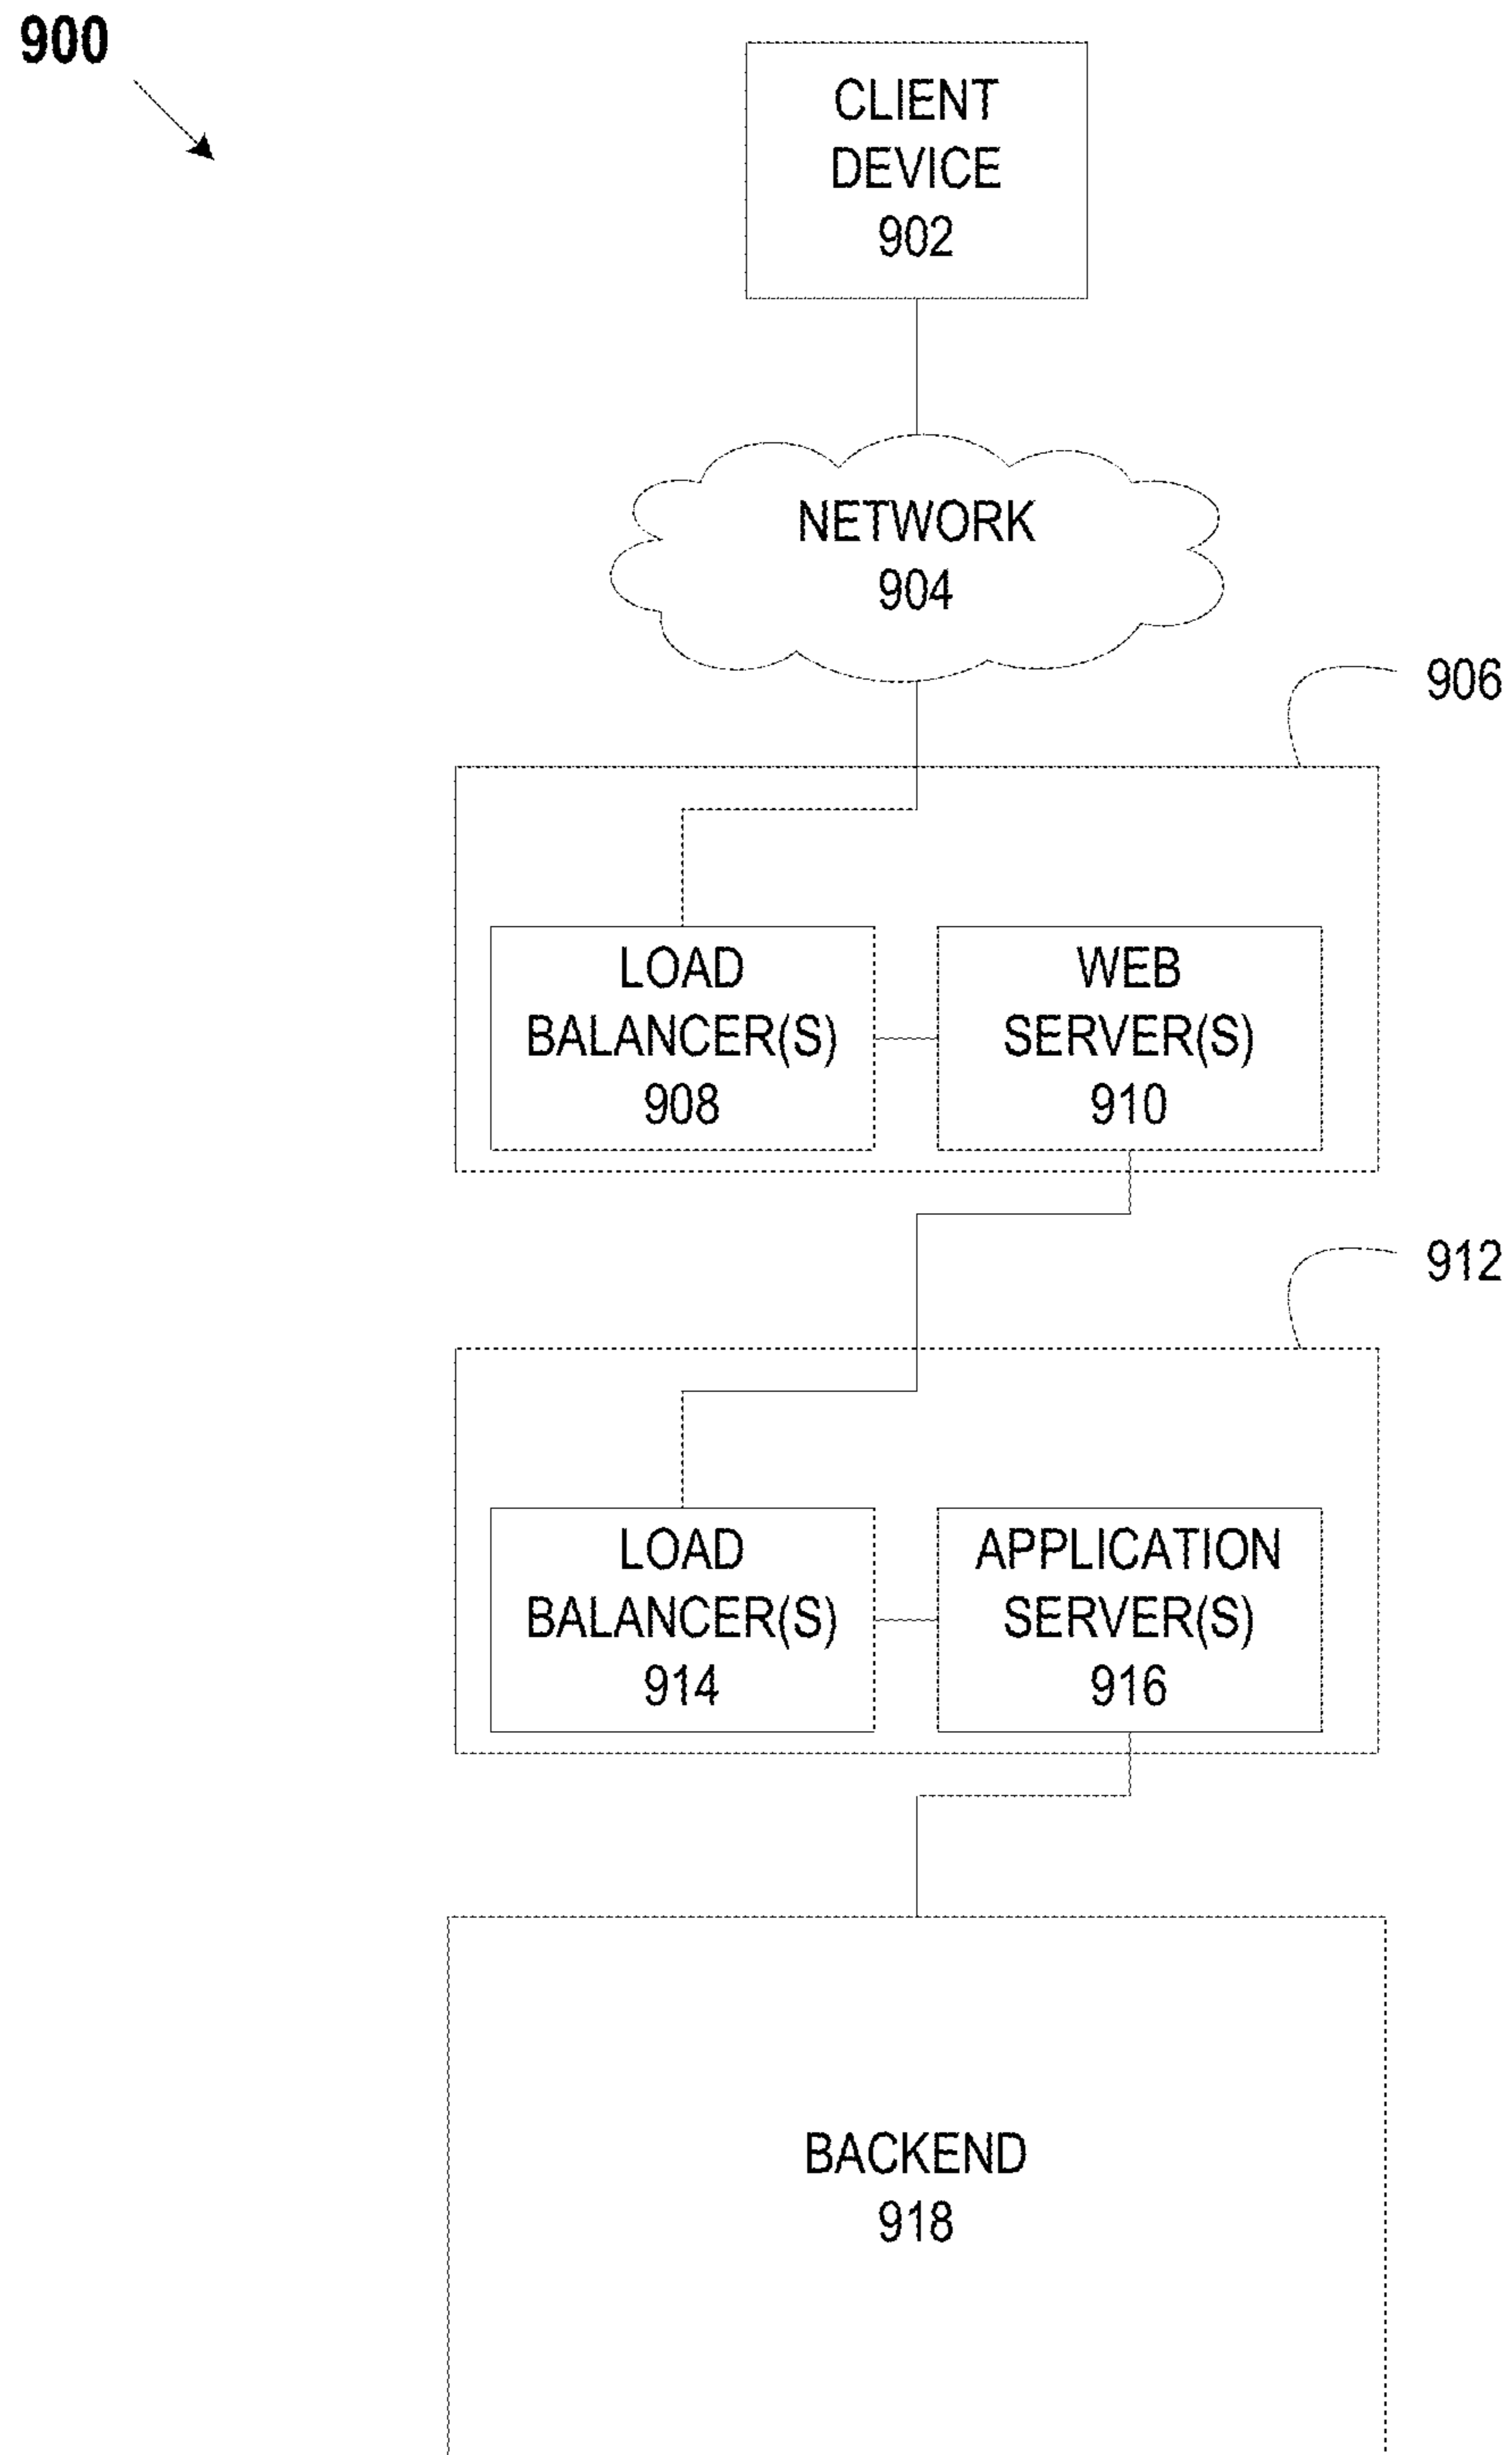 900
CLIENT
DEVICE
902
NETWORK
904
906
LOAD
BALANCER(S)
908
WEB
SERVER(S)
910
912
LOAD
BALANCER(S)
914
APPLICATION
SERVER(S)
916
BACKEND
918